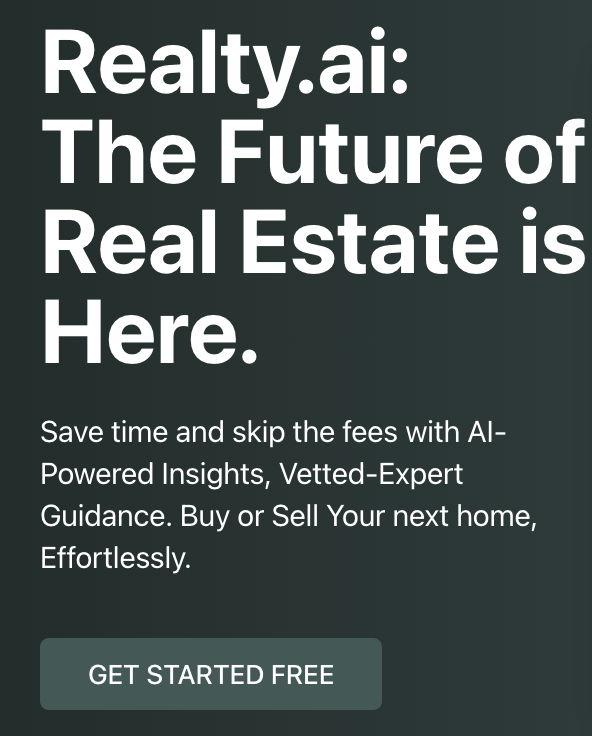 Realty.ai:
The Future of
Real Estate is
Here.
Save time and skip the fees with AI-
Powered Insights, Vetted-Expert
Guidance. Buy or Sell Your next home,
Effortlessly.
GET STARTED FREE